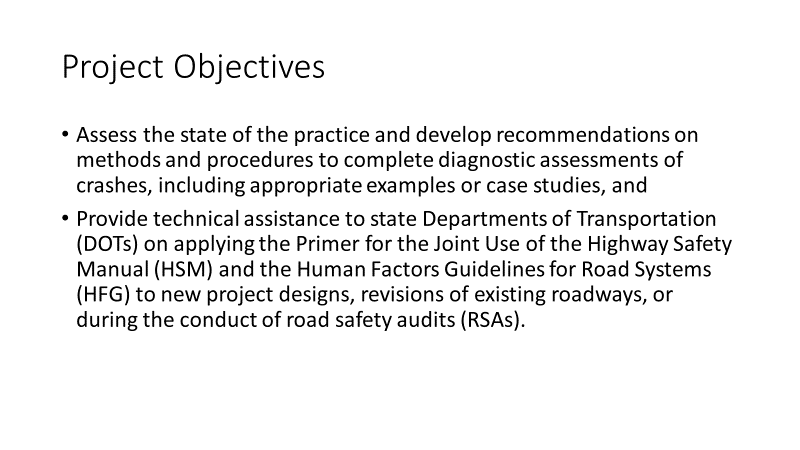 Project Objectives
• Assess the state of the practice and develop recommendations on
methods and procedures to complete diagnostic assessments of
crashes, including appropriate examples or case studies, and
• Provide technical assistance to state Departments of Transportation
(DOTs) on applying the Primer for the Joint Use of the Highway Safety
Manual (HSM) and the Human Factors Guidelines for Road Systems
(HFG) to new project designs, revisions of existing roadways, or
during the conduct of road safety audits (RSAs).